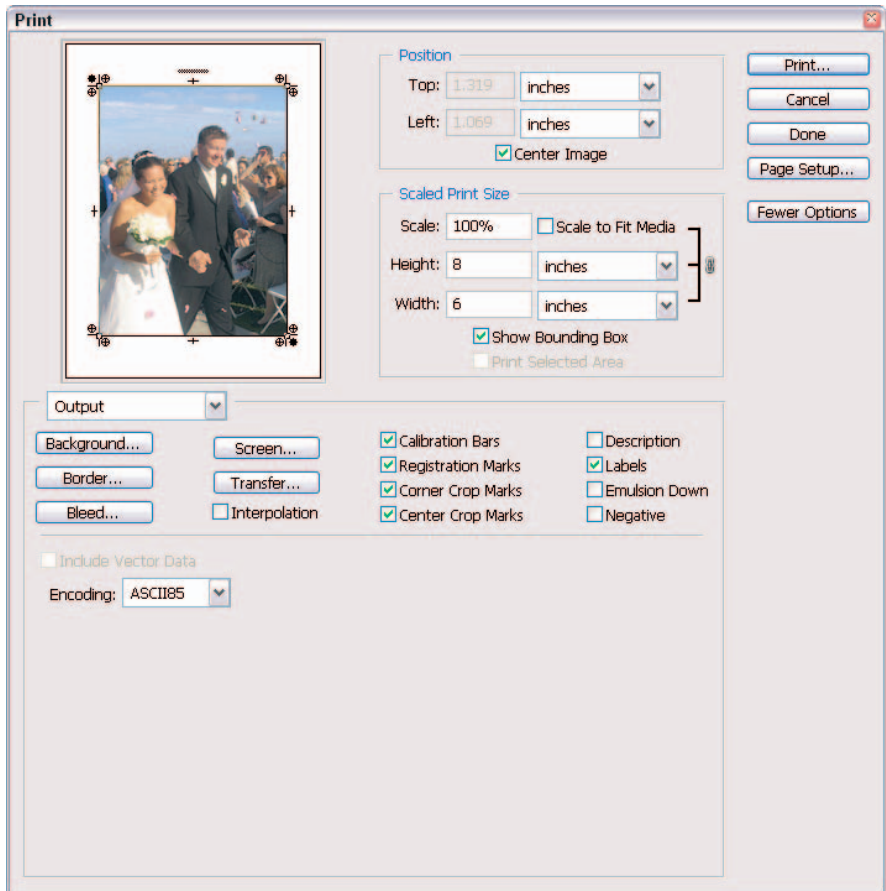 Print
Position
Top: 1.319 inches
Left: 1.069 inches
Center Image
Scaled Print Size
Scale: 100% Scale to Fit Media
Height: 8 inches
Width: 6 inches
Show Bounding Box
Print Selected Area
Print...
Cancel
Done
Page Setup...
Fewer Options
Output
Background...
Border...
Bleed...
Screen...
Transfer...
Interpolation
Calibration Bars
Registration Marks
Corner Crop Marks
Center Crop Marks
Description
Labels
Emulsion Down
Negative
Include Vector Data
Encoding: ASCII85